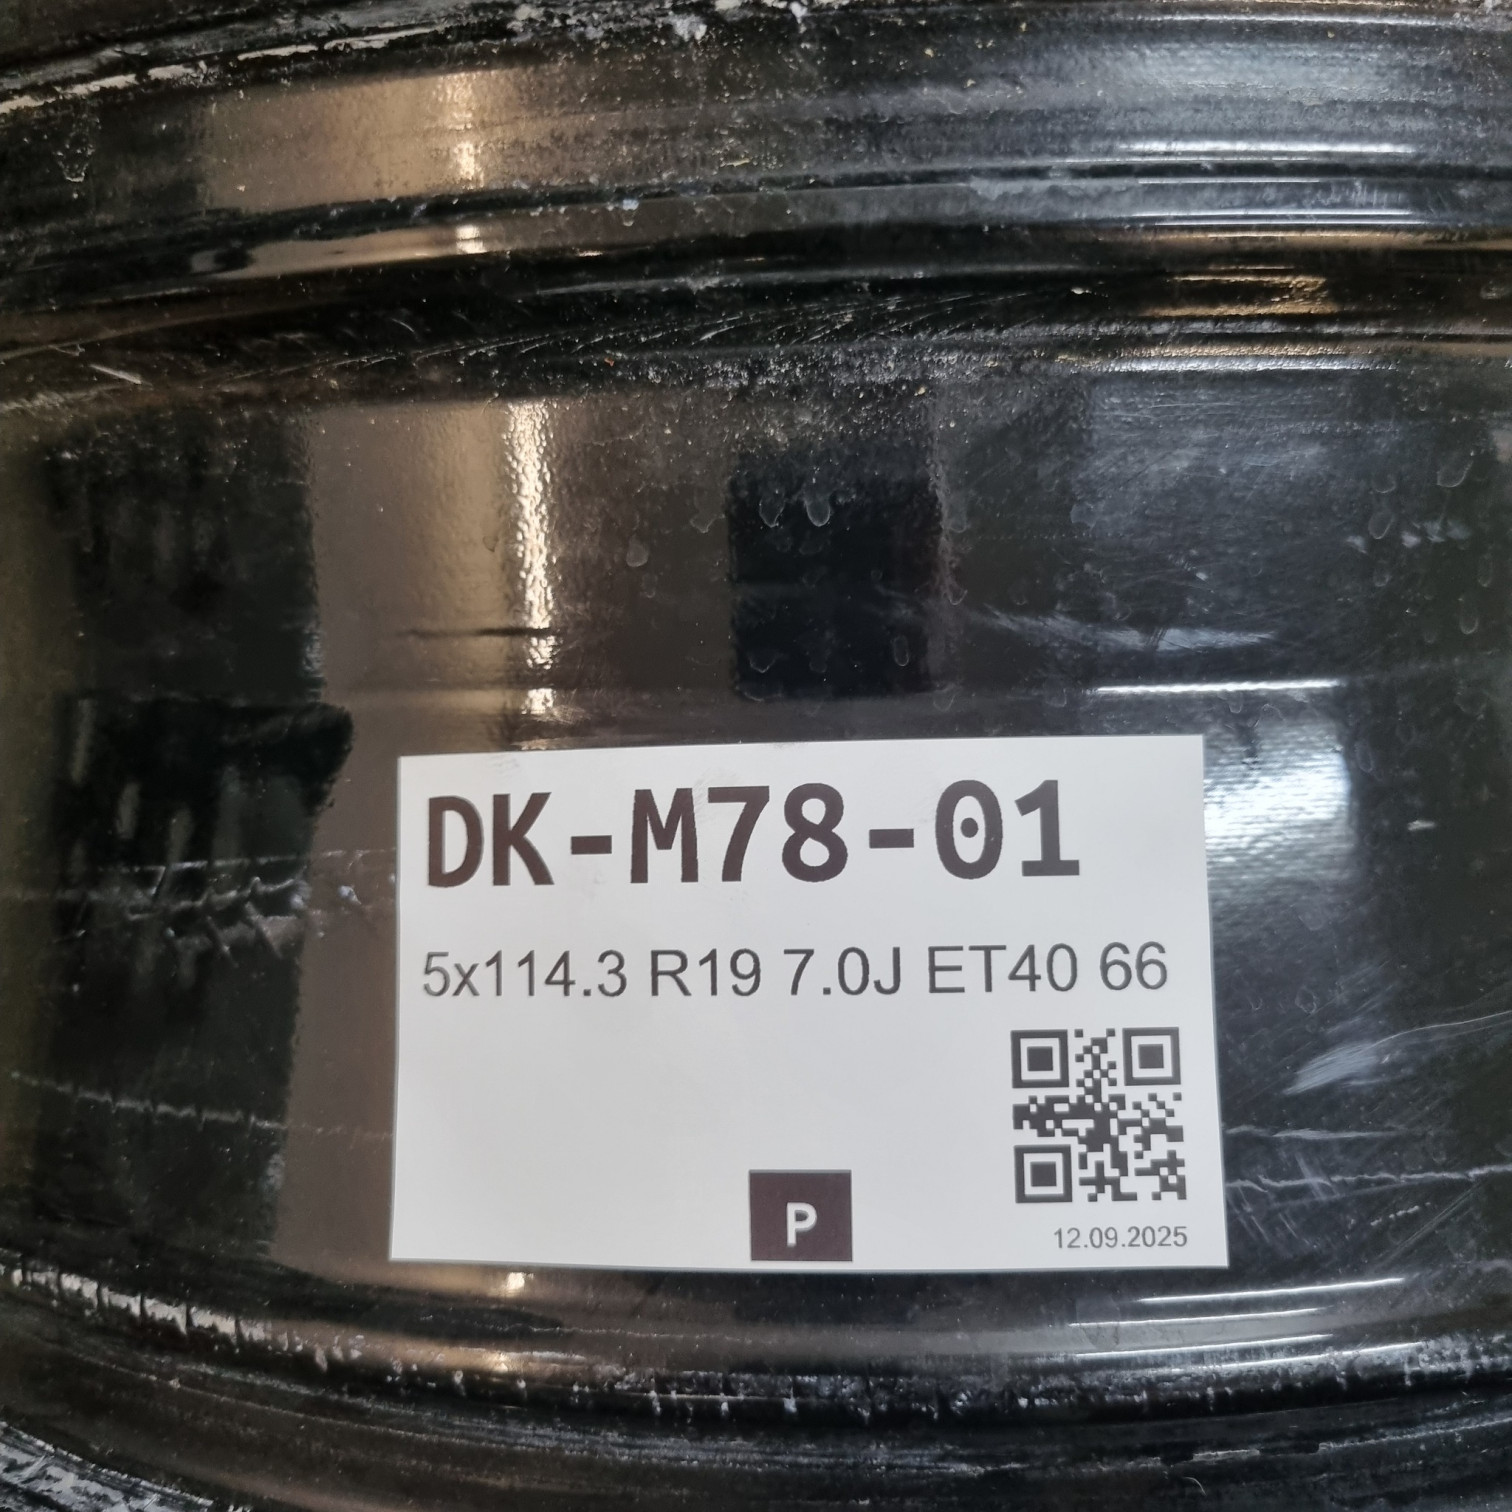 DK-M78-01
5x114.3 R19 7.0J ET40 66
P
12.09.2025